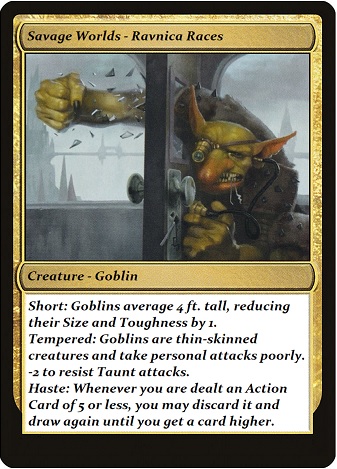 Savage Worlds - Ravnica Races
Creature - Goblin
Short: Goblins average 4 ft. tall, reducing
their Size and Toughness by 1.
Tempered: Goblins are thin-skinned
creatures and take personal attacks poorly.
-2 to resist Taunt attacks.
Haste: Whenever you are dealt an Action
Card of 5 or less, you may discard it and
draw again until you get a card higher.